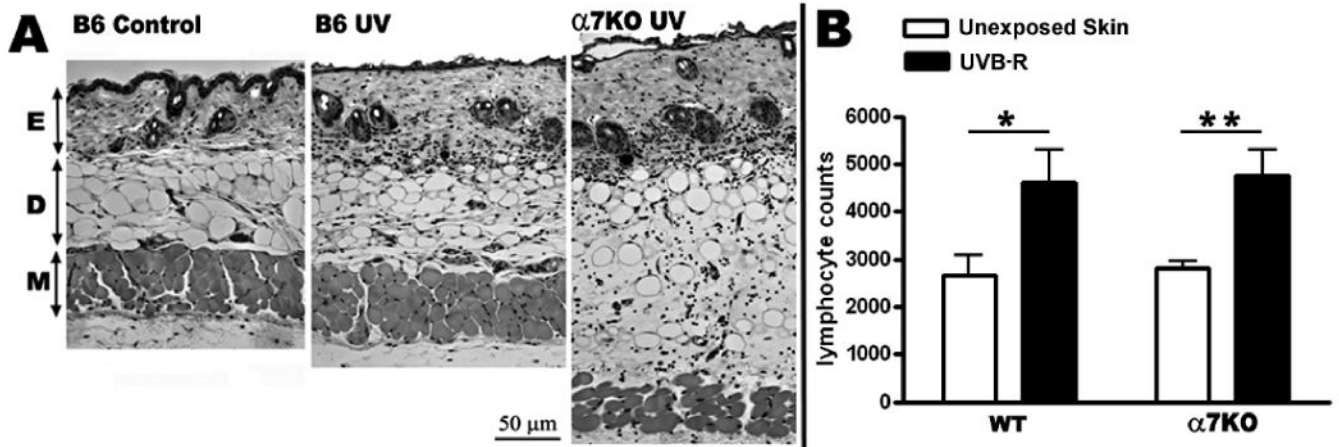 A
B6 Control
B6 UV
α7KO UV
E
D
M
50 μm
B
Unexposed Skin
UVB-R
lymphocyte counts
6000
5000
4000
3000
2000
1000
0
*
**
WT
α7KO